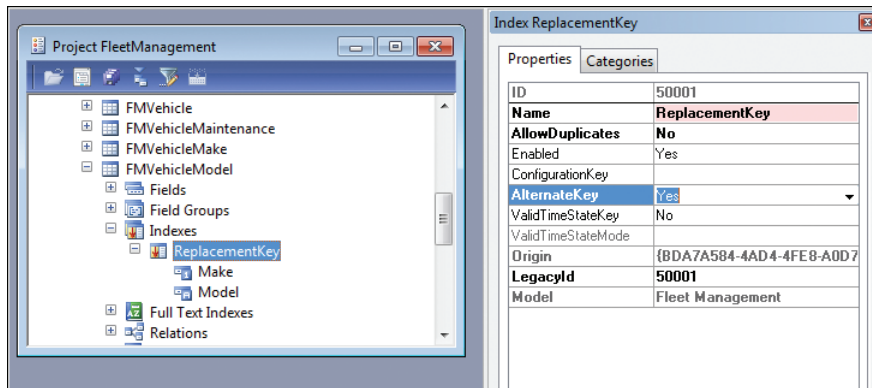 Project FleetManagement
FMVehicle
FMVehicleMaintenance
FMVehicleMake
FMVehicleModel
Fields
Field Groups
Indexes
ReplacementKey
Make
Model
Full Text Indexes
Relations
Index ReplacementKey
Properties Categories
ID 50001
Name ReplacementKey
AllowDuplicates No
Enabled Yes
ConfigurationKey
AlternateKey Yes
ValidTimeStateKey No
ValidTimeStateMode
Origin {BDA7A584-4AD4-4FE8-A0D7
LegacyId 50001
Model Fleet Management